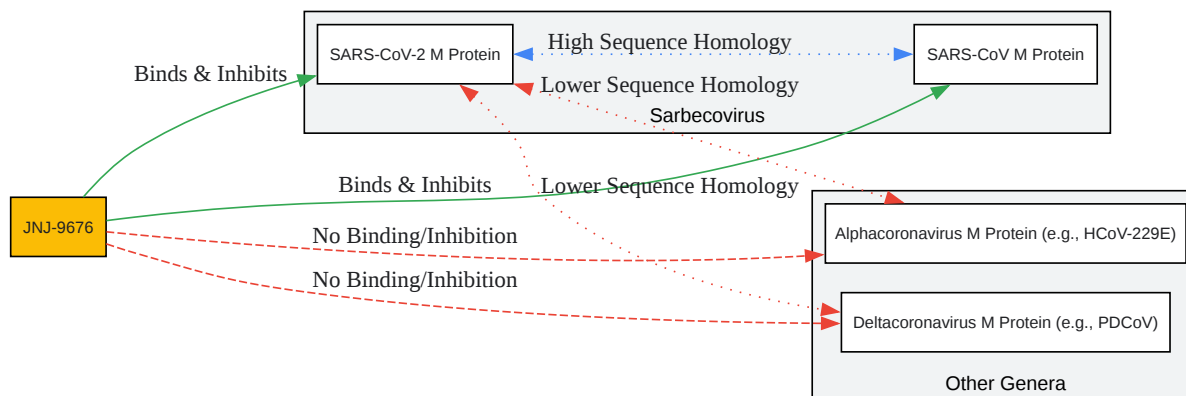 SARS-CoV-2 M Protein
High Sequence Homology
SARS-CoV M Protein
Binds & Inhibits
Lower Sequence Homology
Sarbecovirus
Binds & Inhibits
Lower Sequence Homology
JNJ-9676
No Binding/Inhibition
Alphacoronavirus M Protein (e.g., HCoV-229E)
No Binding/Inhibition
Deltacoronavirus M Protein (e.g., PDCoV)
Other Genera